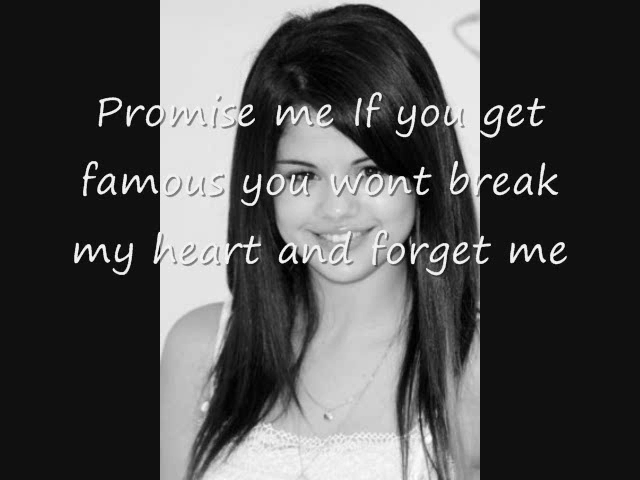 Promise me If you get
famous you wont break
my heart and forget me